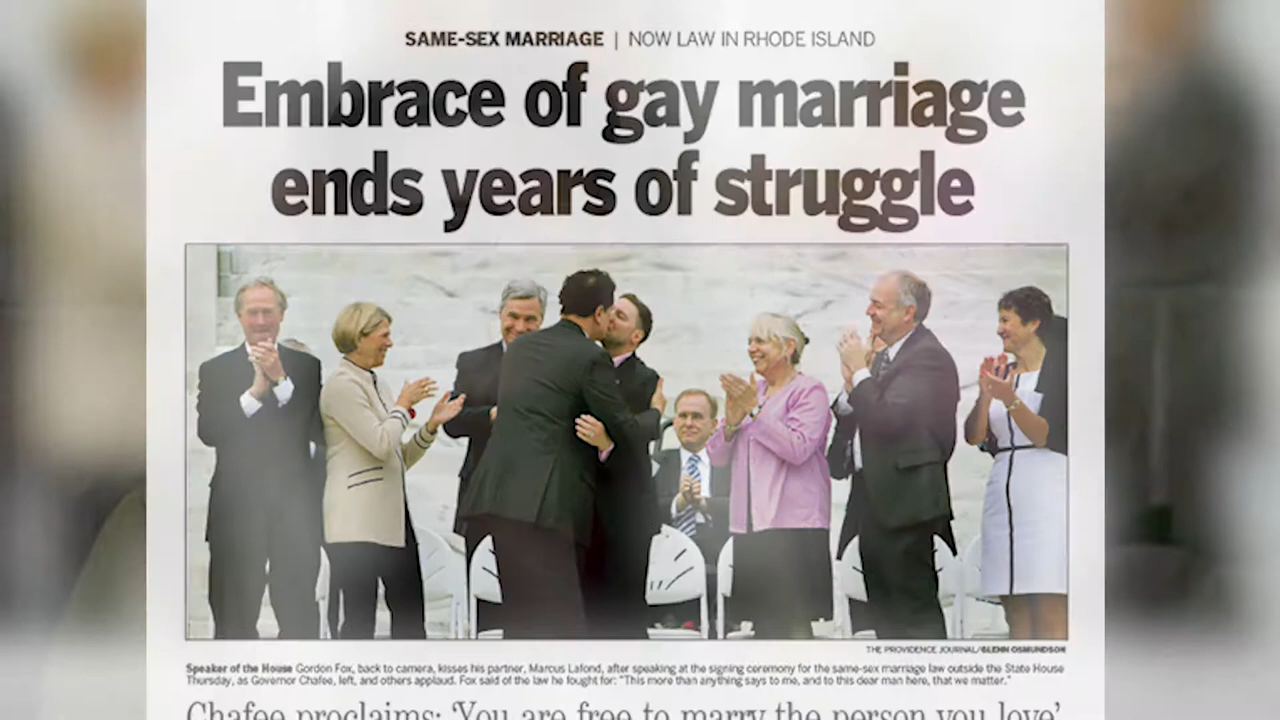 SAME-SEX MARRIAGE | NOW LAW IN RHODE ISLAND
Embrace of gay marriage
ends years of struggle
THE PROVIDENCE JOURNAL/GLENN OSMUNDSON
Speaker of the House Gordon Fox, back to camera, kisses his partner, Marcus Lafond, after speaking at the signing ceremony for the same-sex marriage law outside the State House
Thursday, as Governor Chafee, left, and others applaud. Fox said of the law he fought for: "This more than anything says to me, and to this dear man here, that we matter."
Chafee proclaims: ‘You are free to marry the person you love’